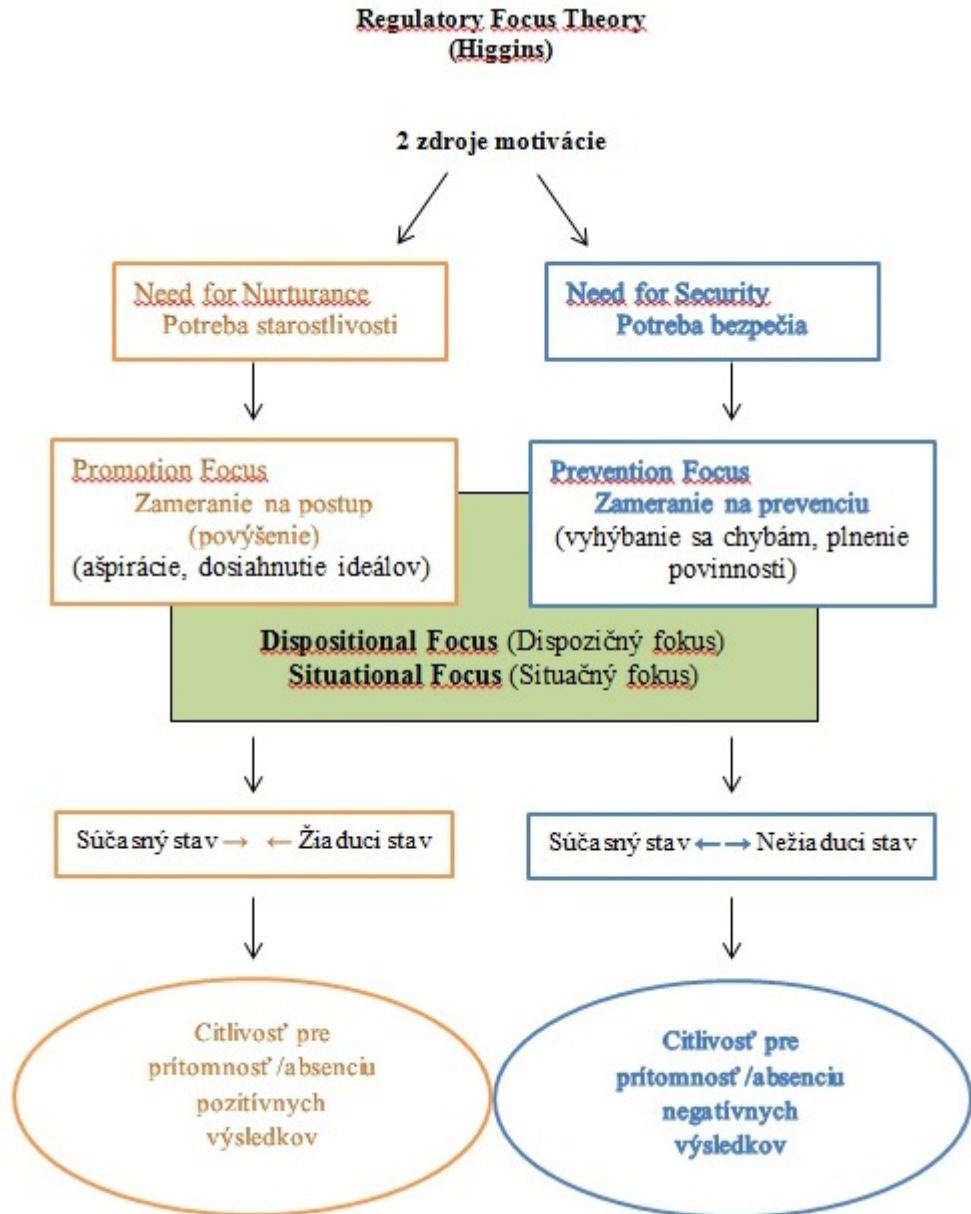 Regulatory Focus Theory
(Higgins)
2 zdroje motivácie
Need for Nurturance
Potreba starostlivosti
Need for Security
Potreba bezpečia
Promotion Focus
Zameranie na postup
(povýšenie)
(ašpirácie, dosiahnutie ideálov)
Prevention Focus
Zameranie na prevenciu
(vyhýbanie sa chybám, plnenie
povinnosti)
Dispositional Focus (Dispozičný fokus)
Situational Focus (Situačný fokus)
Súčasný stav → ← Žiaduci stav
Súčasný stav ←→ Nežiaduci stav
Citlivosť pre
prítomnosť/absenciu
pozitívnych
výsledkov
Citlivosť pre
prítomnosť/absenciu
negatívnych
výsledkov